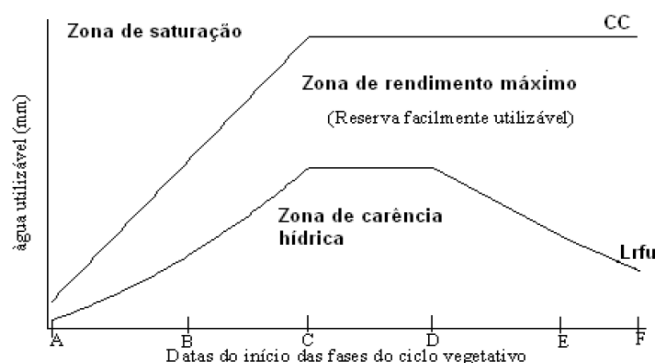 Zona de saturação
CC
Zona de rendimento máximo
(Reserva facilmente utilizável)
àgua utilizável (mm)
Zona de carência
hídrica
Lrfu
A B C D E F
Datas do início das fases do ciclo vegetativo